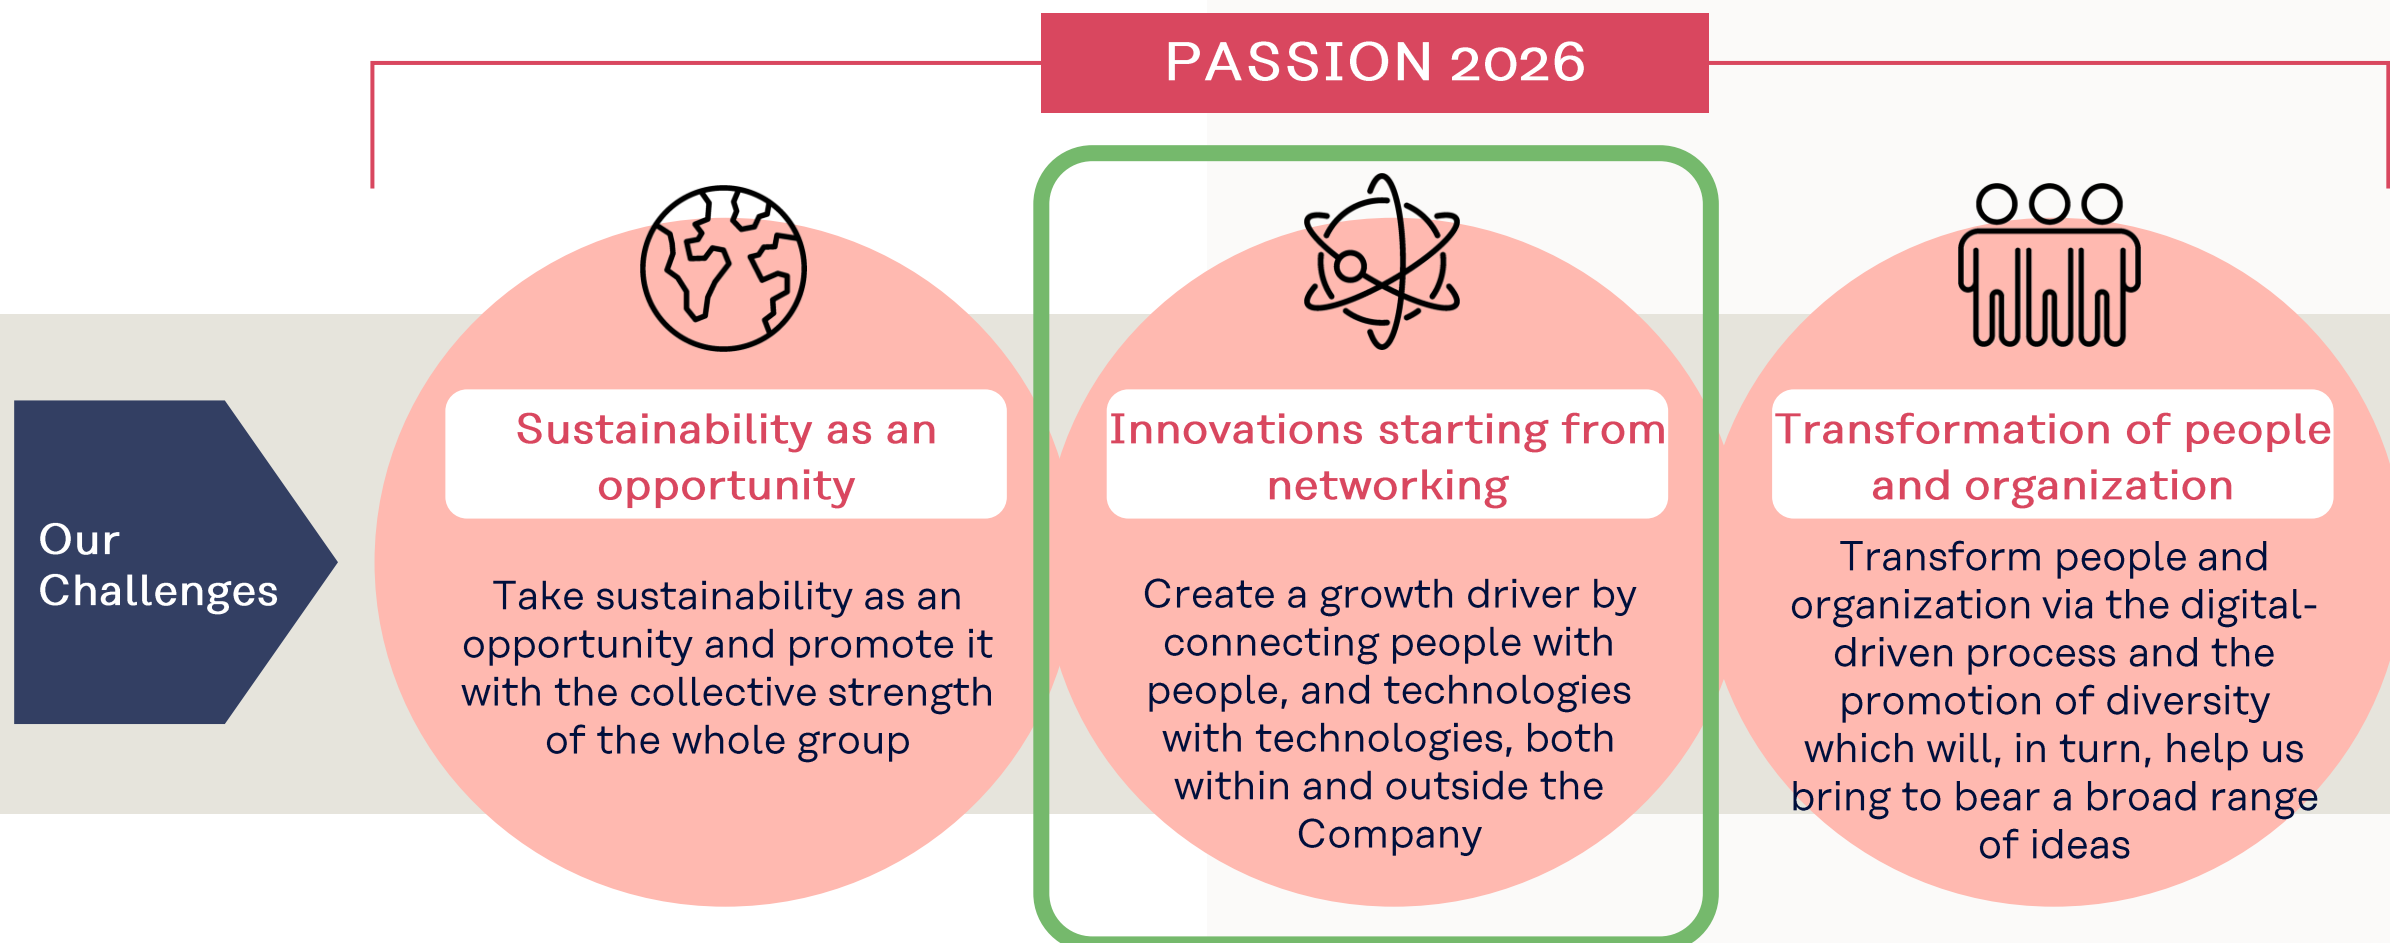 PASSION 2026
Our
Challenges
Sustainability as an
opportunity
Take sustainability as an
opportunity and promote it
with the collective strength
of the whole group
Innovations starting from
networking
Create a growth driver by
connecting people with
people, and technologies
with technologies, both
within and outside the
Company
Transformation of people
and organization
Transform people and
organization via the digital-
driven process and the
promotion of diversity
which will, in turn, help us
bring to bear a broad range
of ideas